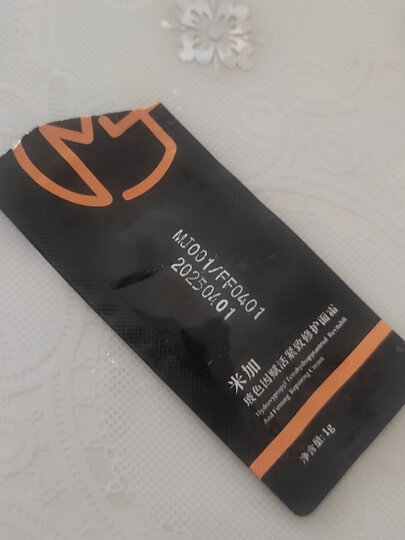 MJ001/FF0401
20250401
米加
玻色因赋活紧致修护面霜
Hydroxypropyl Tetrahydropyrantriol Revitalift
And Firming Repairing Cream
净含量:1g